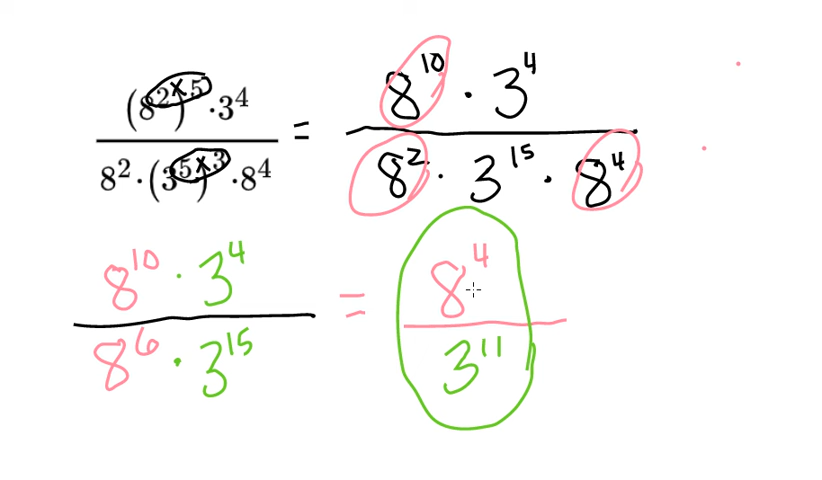 (8^2×5) · 3^4 / 8^2 · (3^5×3) · 8^4 = 8^10 · 3^4 / 8^2 · 3^15 · 8^4
8^10 · 3^4 / 8^6 · 3^15 = 8^4 / 3^11